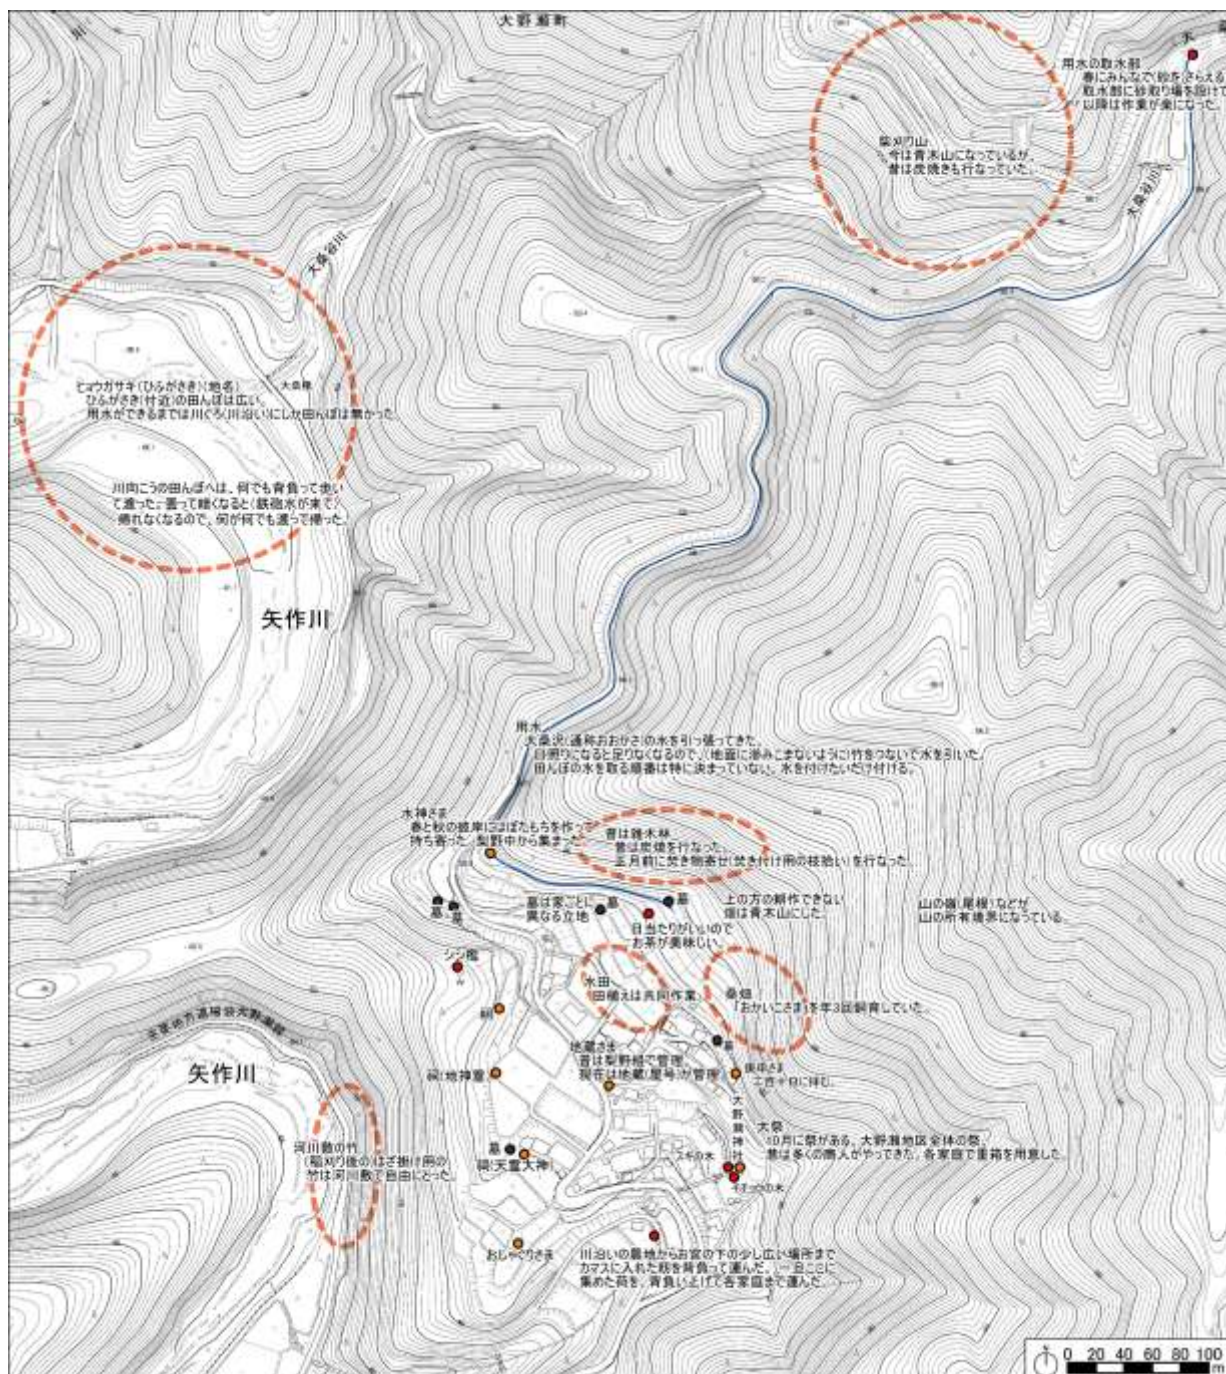 大野瀬町
川
用水の取水部
春にみんなで(砂を)さらえる
取水部に砂取り場を設けて
以降は作業が楽になった。
柴刈り山
今は青木山になっているが、
昔は炭焼きも行なっていた。
大桑谷川
大桑谷川
ヒョウガサキ(ひふがさき)(地名)
ひふがさき(付近)の田んぼは広い。
用水ができるまでは川ぐろ(川沿い)にしか田んぼは無かった。
大桑橋
川向こうの田んぼへは、何でも背負って歩い
て渡った。曇って暗くなると(鉄砲水が来て)
帰れなくなるので、何が何でも渡って帰った。
矢作川
用水
大桑沢(通称おおかさ)の水を引っ張ってきた。
日照りになると足りなくなるので、(地面に滲みこまないように)竹をつないで水を引いた。
田んぼの水を取る順番は特に決まっていない。水を付けたいだけ付ける。
水神さま
春と秋の彼岸にはぼたもちを作って
持ち寄った。梨野中から集まった。
昔は雑木林
昔は炭焼を行なった。
正月前に焚き物寄せ(焚き付け用の枝拾い)を行なった。
墓
墓
墓は家ごとに
異なる立地
墓
墓
上の方の耕作できない
畑は青木山にした。
山の嶺(尾根)などが
山の所有境界になっている。
日当たりがいいので
お茶が美味しい。
水田
田植えは共同作業
桑畑
「おかいこさま」を年3回飼育していた。
祠
地蔵さま
昔は梨野組で管理
現在は地蔵(屋号)が管理
墓
庚申さま
祠(地神霊)
矢作川
大野瀬神社
大祭
10月に祭がある。大野瀬地区全体の祭。
昔は多くの商人がやってきた。各家庭で重箱を用意した。
河川敷の竹
(稲刈り後の)はざ掛け用の
竹は河川敷で自由にとった。
墓
祠(天霊大神)
スギの木
おしゃぐりさま
川沿いの農地からお宮の下の少し広い場所まで
カマスに入れた籾を背負って運んだ。一旦ここに
集めた荷を、背負い上げて各家庭まで運んだ。
0 20 40 60 80 100
m